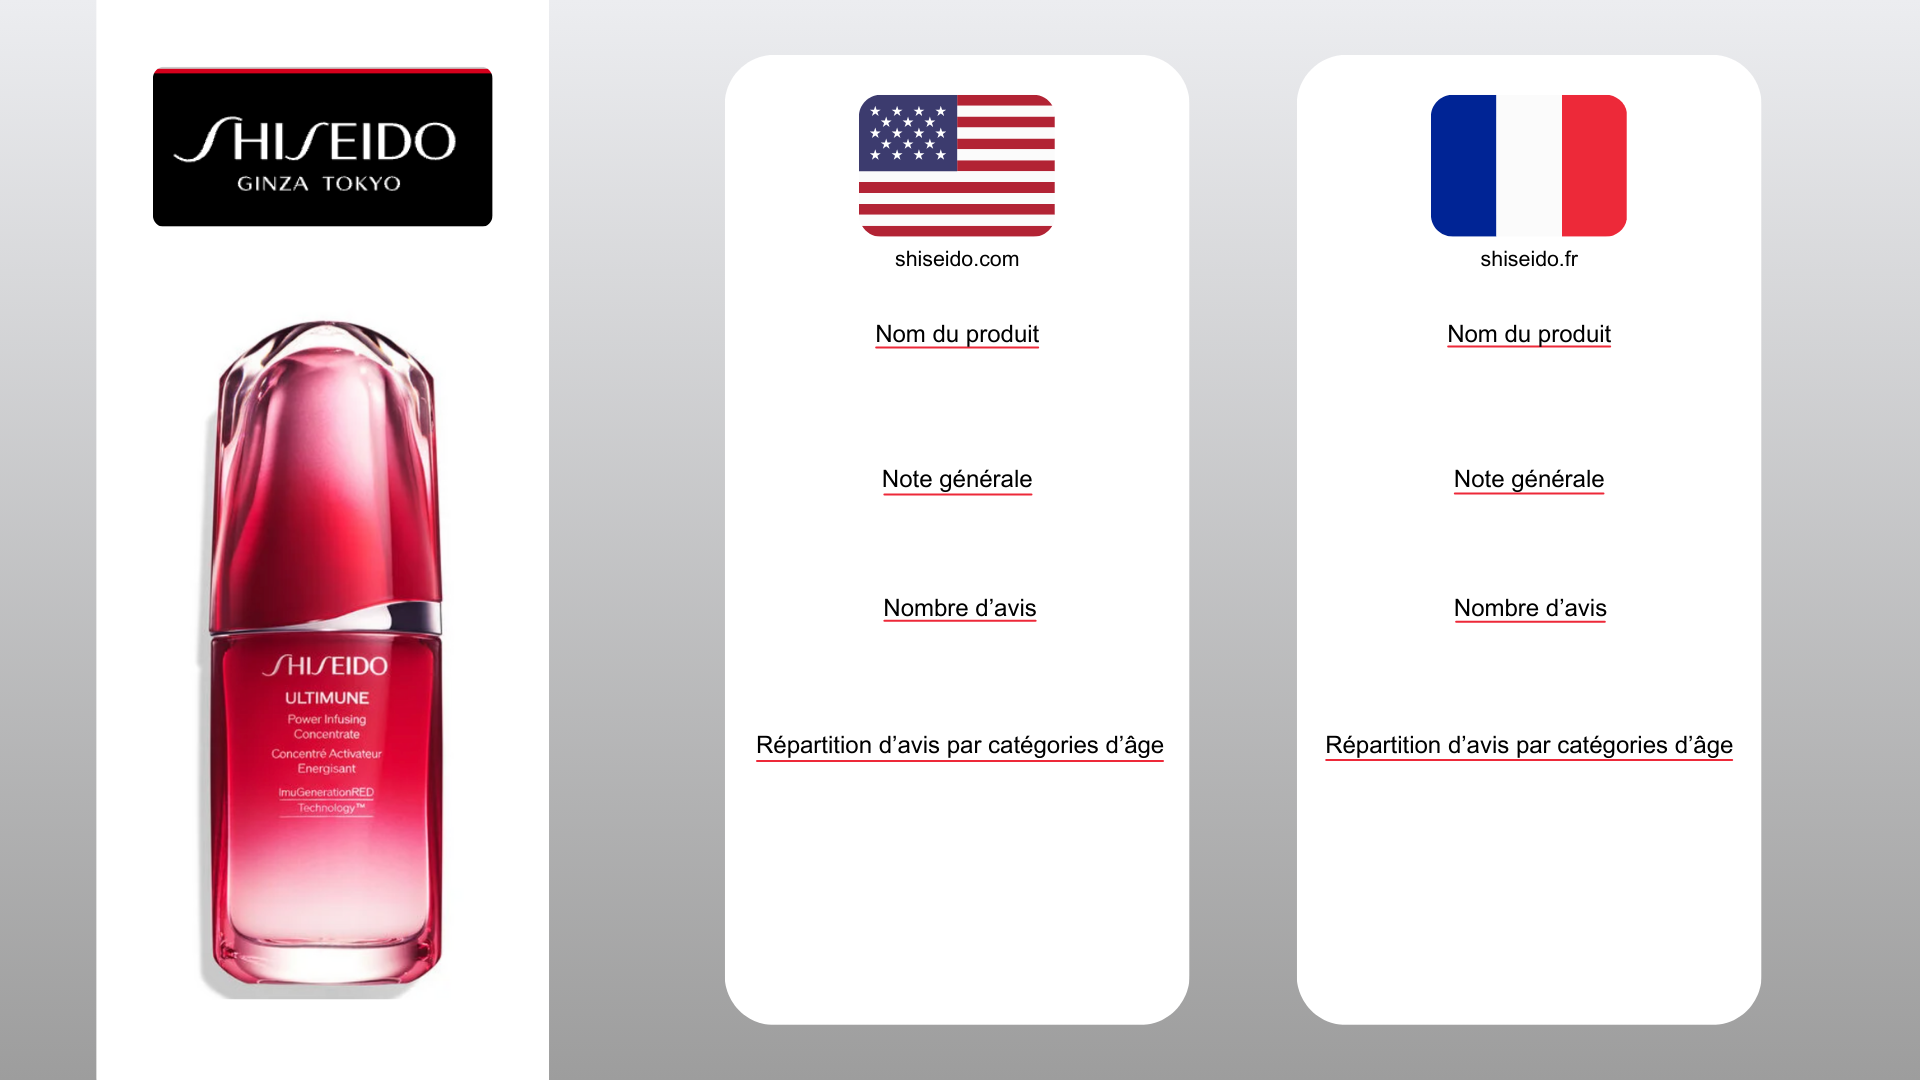 SHISEIDO
GINZA TOKYO
SHISEIDO
ULTIMUNE
Power Infusing
Concentrate
Concentré Activateur
Energisant
ImuGenerationRED
Technology™
shiseido.com
Nom du produit
Note générale
Nombre d’avis
Répartition d’avis par catégories d’âge
shiseido.fr
Nom du produit
Note générale
Nombre d’avis
Répartition d’avis par catégories d’âge